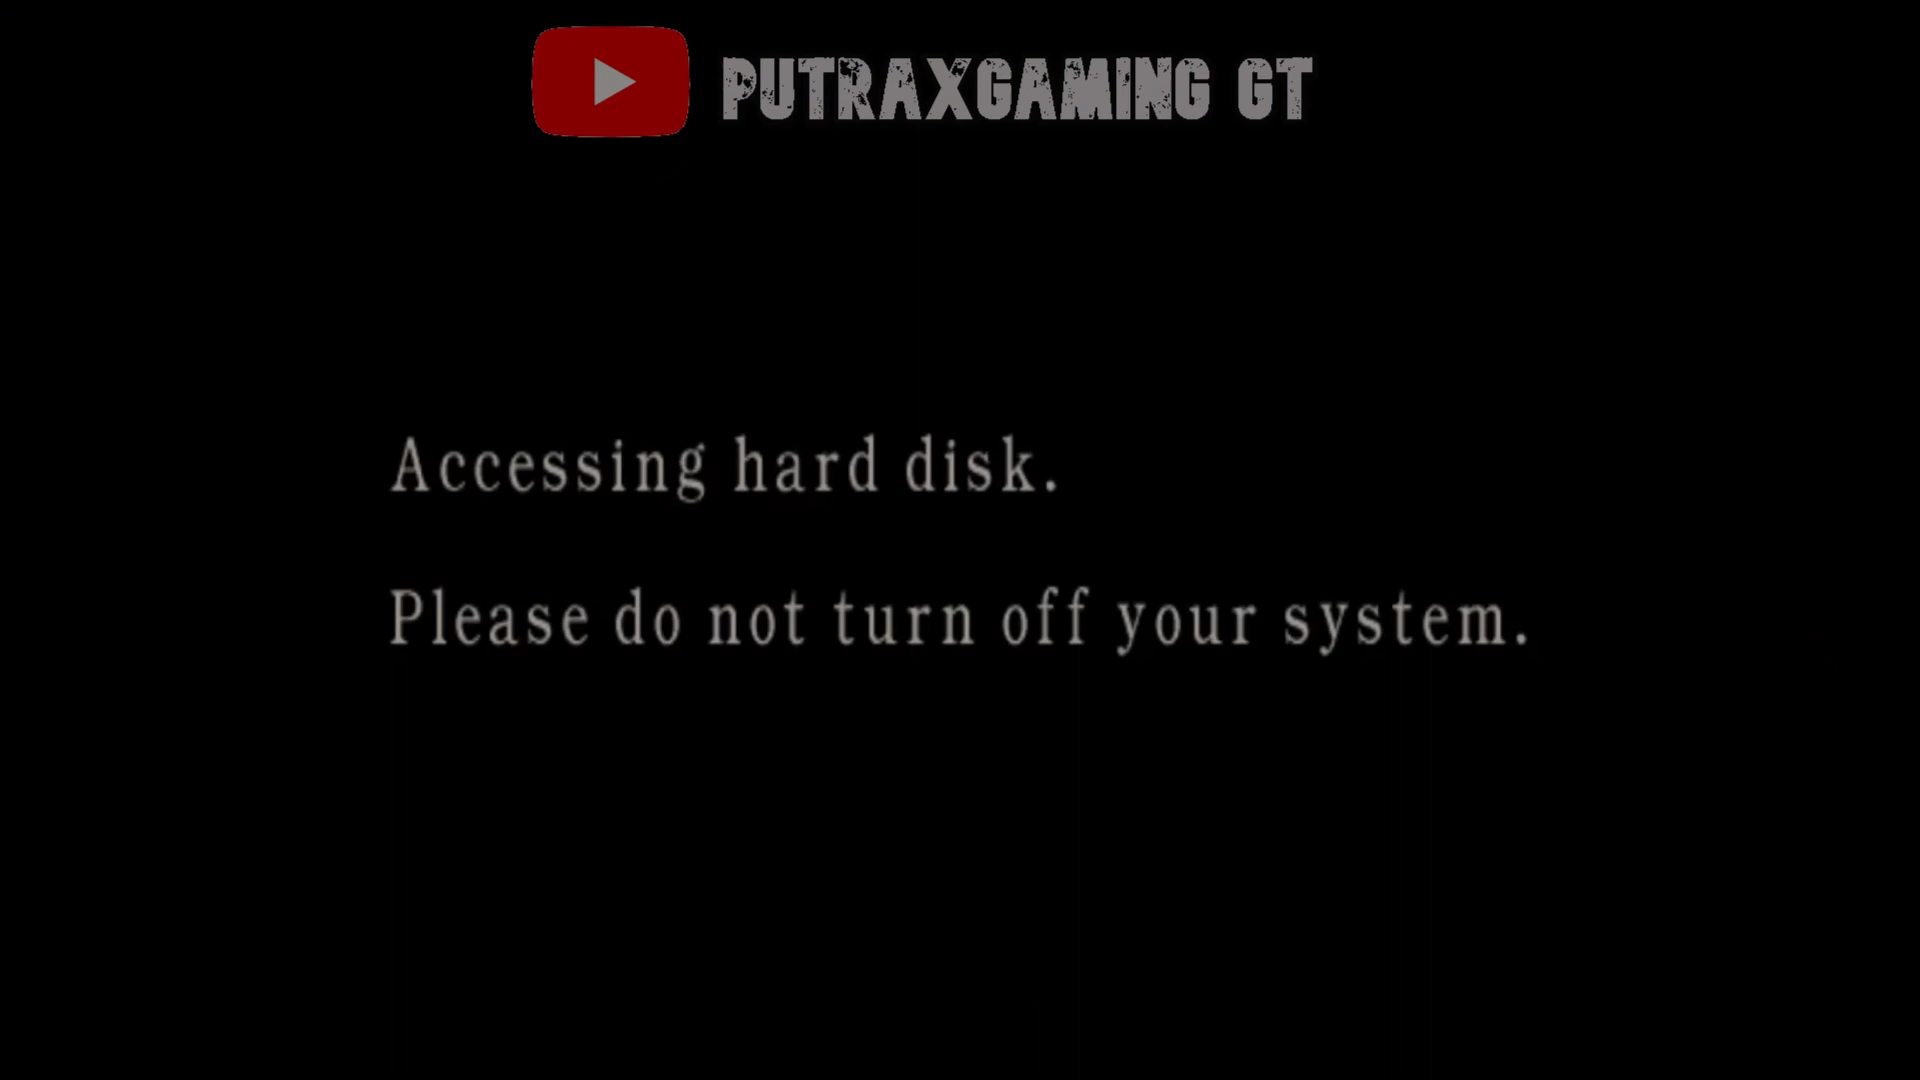 PUTRAXGAMING GT
Accessing hard disk.
Please do not turn off your system.